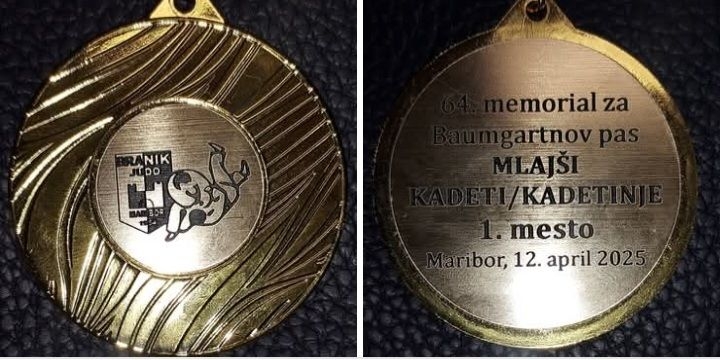 BRANIK
JUDO
64. memorial za
Baumgartnov pas
MLAJŠI
KADETI/KADETINJE
1. mesto
Maribor, 12. april 2025